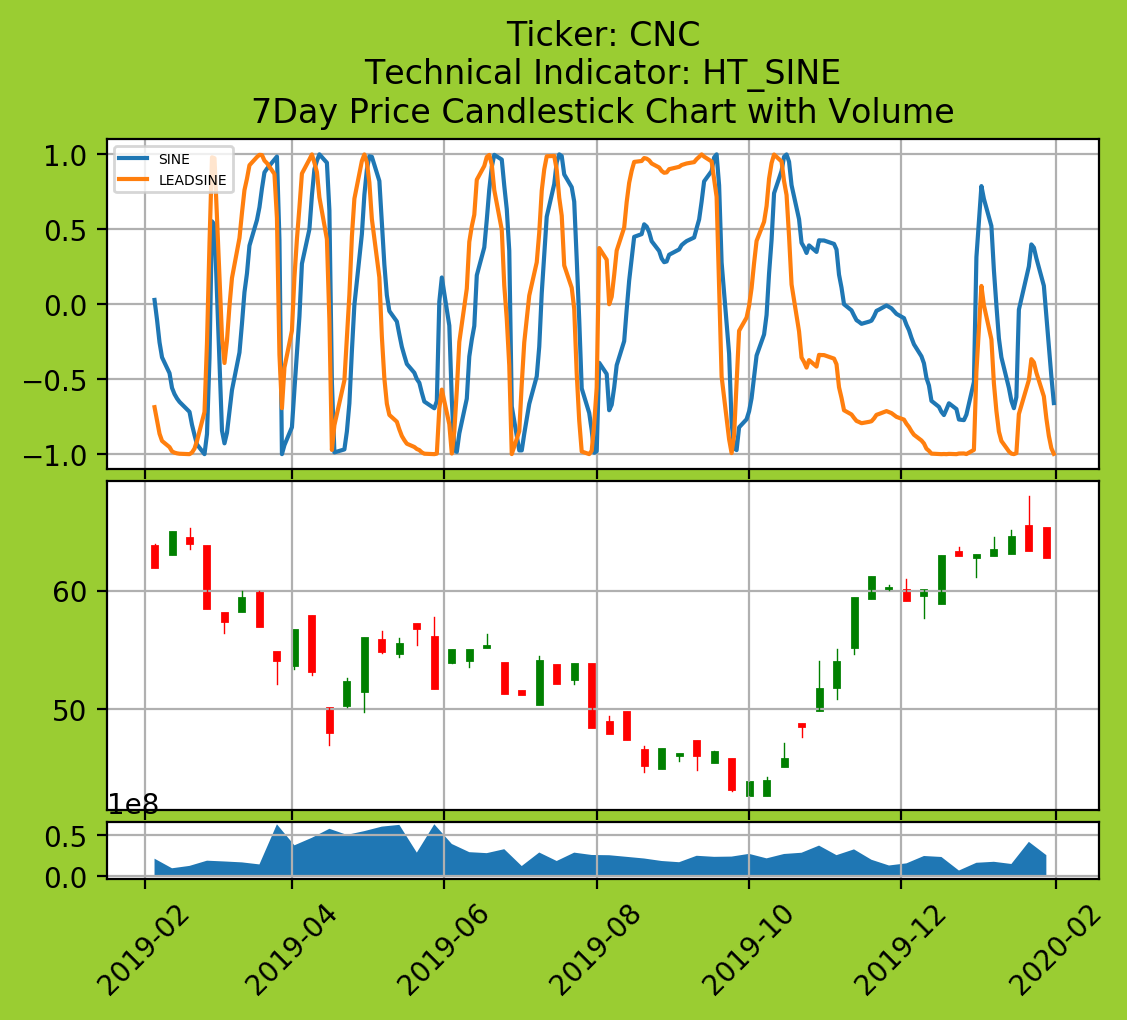 Ticker: CNC
Technical Indicator: HT_SINE
7Day Price Candlestick Chart with Volume
SINE
LEADSINE
1.0
0.5
0.0
−0.5
−1.0
60
50
1e8
0.5
0.0
2019-02
2019-04
2019-06
2019-08
2019-10
2019-12
2020-02